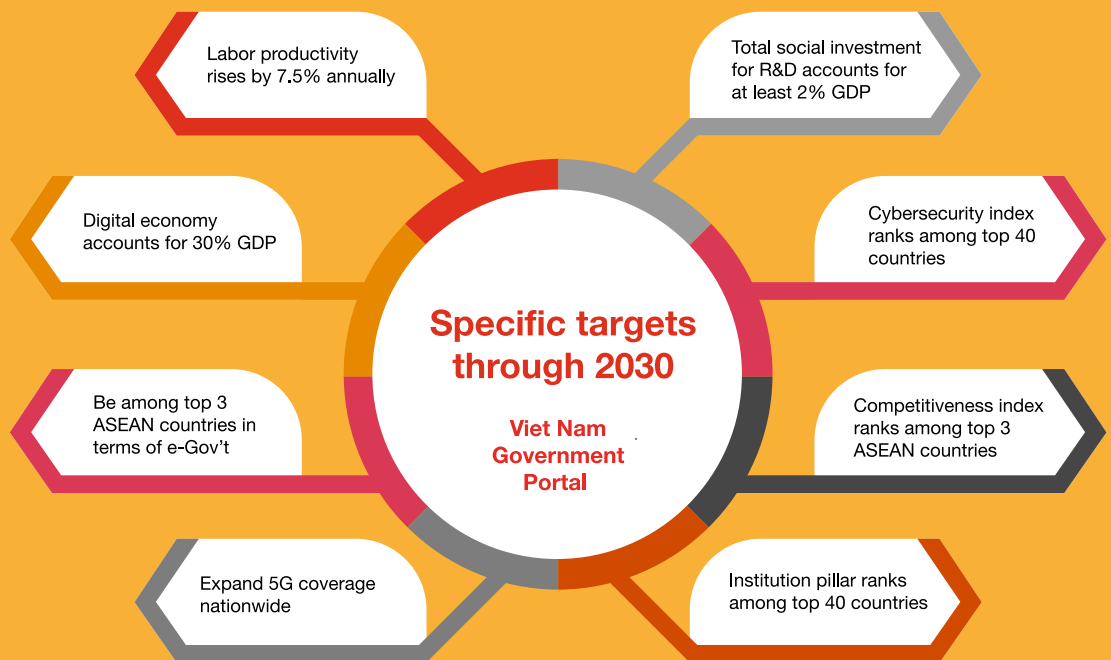 Labor productivity
rises by 7.5% annually
Total social investment
for R&D accounts for
at least 2% GDP
Digital economy
accounts for 30% GDP
Cybersecurity index
ranks among top 40
countries
Specific targets
through 2030
Viet Nam
Government
Portal
Be among top 3
ASEAN countries in
terms of e-Gov’t
Competitiveness index
ranks among top 3
ASEAN countries
Expand 5G coverage
nationwide
Institution pillar ranks
among top 40 countries